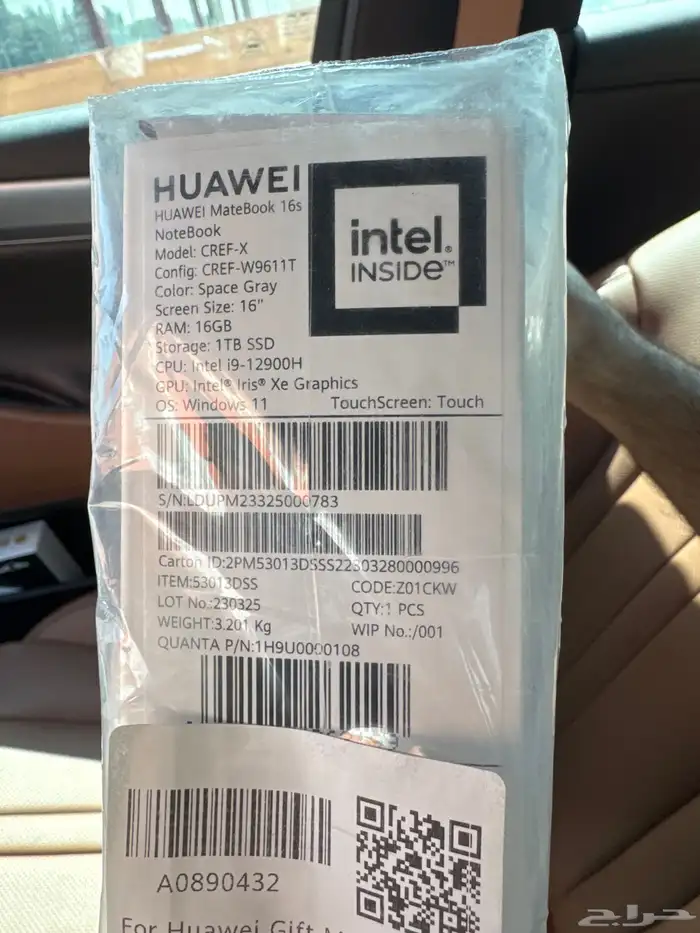 HUAWEI
HUAWEI MateBook 16s
NoteBook
Model: CREF-X
Config: CREF-W9611T
Color: Space Gray
Screen Size: 16"
RAM: 16GB
Storage: 1TB SSD
CPU: Intel i9-12900H
GPU: Intel® Iris® Xe Graphics
OS: Windows 11 TouchScreen: Touch
intel®
INSIDE™
S/N:LDUPM23325000783
Carton ID:2PM53013DSSS22303280000996
ITEM:53013DSS CODE:Z01CKW
LOT No.:230325 QTY:1 PCS
WEIGHT:3.201 Kg WIP No.:/001
QUANTA P/N:1H9U0000108
A0890432
For Huawei Gift
حراج